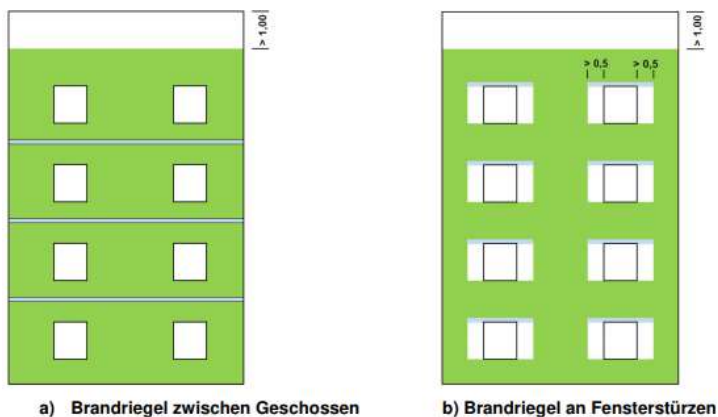 > 1,00
> 1,00
> 0,5 > 0,5
a) Brandriegel zwischen Geschossen
b) Brandriegel an Fensterstürzen